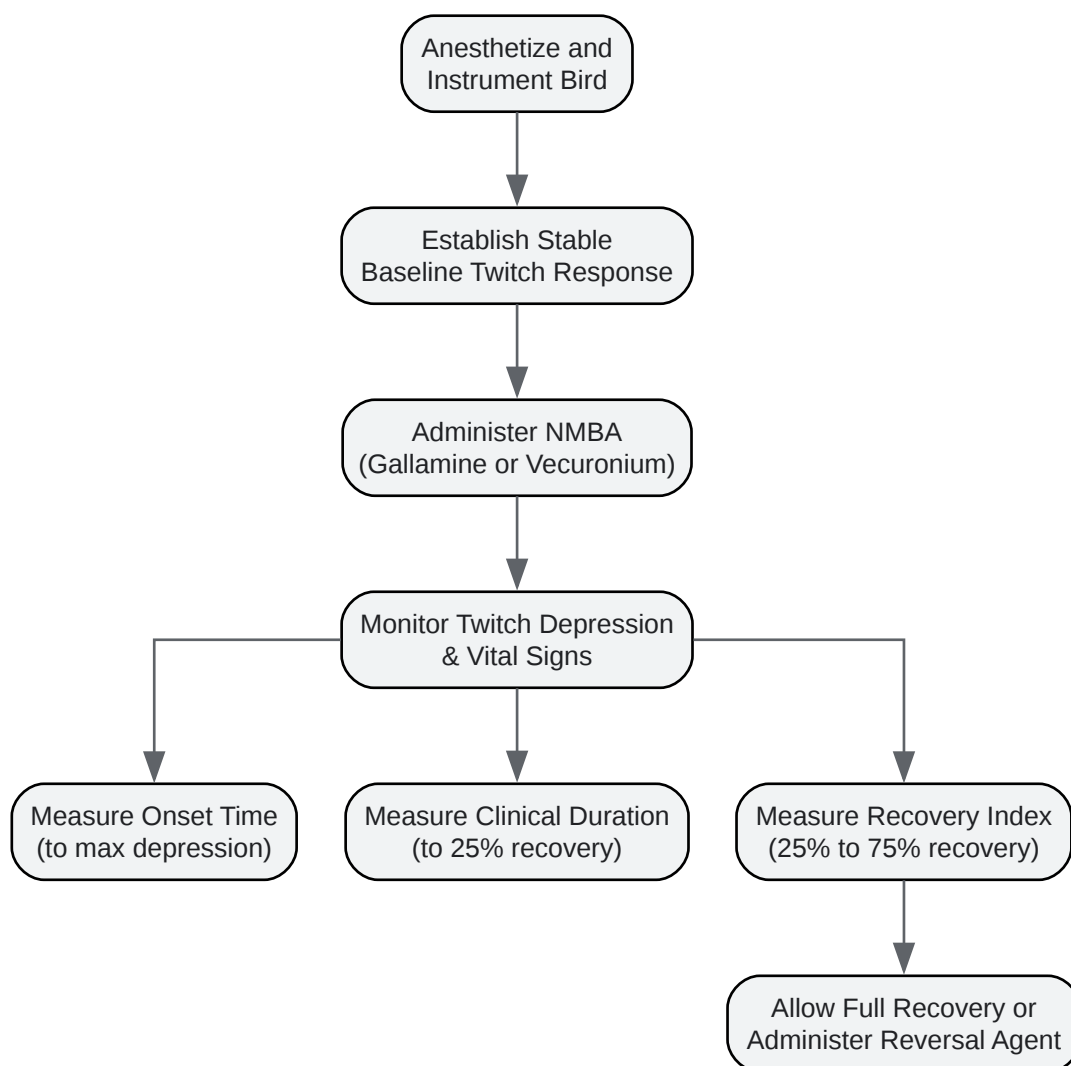 Anesthetize and
Instrument Bird
Establish Stable
Baseline Twitch Response
Administer NMBA
(Gallamine or Vecuronium)
Monitor Twitch Depression
& Vital Signs
Measure Onset Time
(to max depression)
Measure Clinical Duration
(to 25% recovery)
Measure Recovery Index
(25% to 75% recovery)
Allow Full Recovery or
Administer Reversal Agent